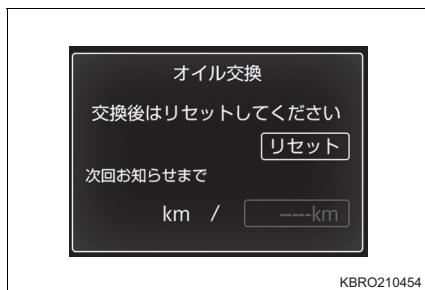 オイル交換
交換後はリセットしてください
リセット
次回お知らせまで
km / -----km
KBRO210454